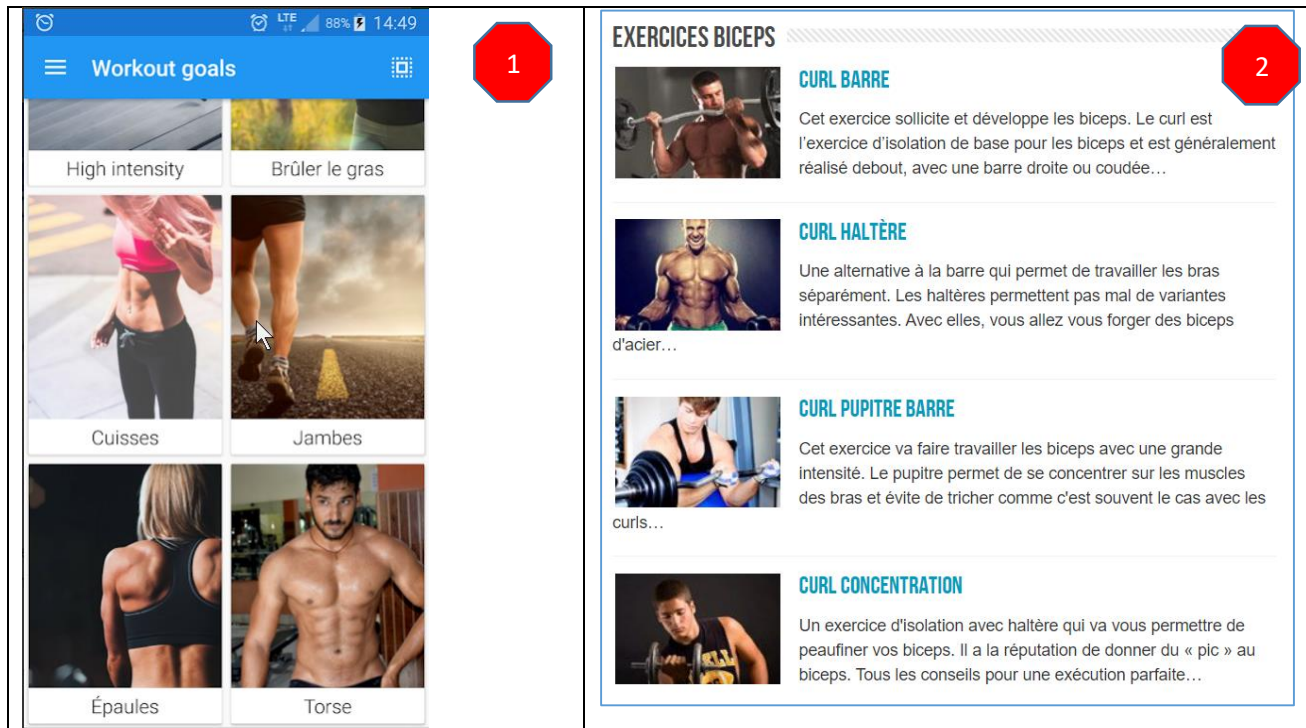 LTE 88% 14:49
Workout goals
High intensity
Brûler le gras
Cuisses
Jambes
Épaules
Torse
1
EXERCICES BICEPS
2
CURL BARRE
Cet exercice sollicite et développe les biceps. Le curl est
l'exercice d'isolation de base pour les biceps et est généralement
réalisé debout, avec une barre droite ou coudée…
CURL HALTÈRE
Une alternative à la barre qui permet de travailler les bras
séparément. Les haltères permettent pas mal de variantes
intéressantes. Avec elles, vous allez vous forger des biceps
d'acier…
CURL PUPITRE BARRE
Cet exercice va faire travailler les biceps avec une grande
intensité. Le pupitre permet de se concentrer sur les muscles
des bras et évite de tricher comme c'est souvent le cas avec les
curls…
CURL CONCENTRATION
Un exercice d'isolation avec haltère qui va vous permettre de
peaufiner vos biceps. Il a la réputation de donner du « pic » au
biceps. Tous les conseils pour une exécution parfaite…